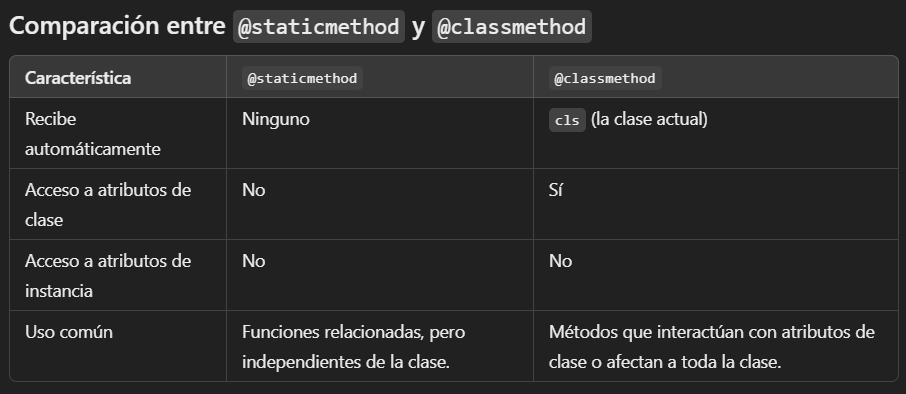 Comparación entre @staticmethod y @classmethod
Característica @staticmethod @classmethod
Recibe Ninguno cls (la clase actual)
automáticamente
Acceso a atributos de No Sí
clase
Acceso a atributos de No No
instancia
Uso común Funciones relacionadas, pero Métodos que interactúan con atributos de
independientes de la clase. clase o afectan a toda la clase.